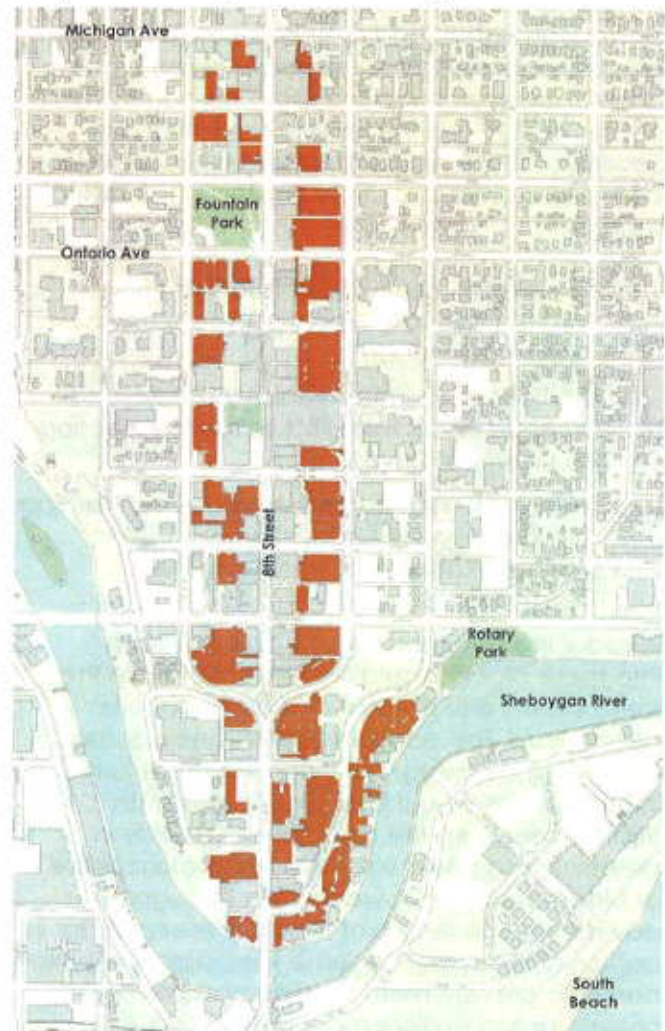 Michigan Ave
Fountain
Park
Ontario Ave
8th Street
Rotary
Park
Sheboygan River
South
Beach